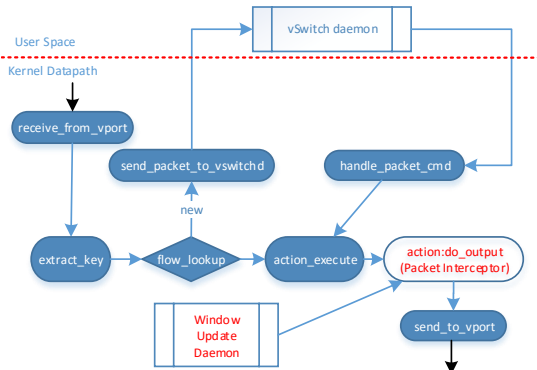 vSwitch daemon
User Space
Kernel Datapath
receive_from_vport
send_packet_to_vswitchd
handle_packet_cmd
new
extract_key
flow_lookup
action_execute
action:do_output
(Packet Interceptor)
Window
Update
Daemon
send_to_vport